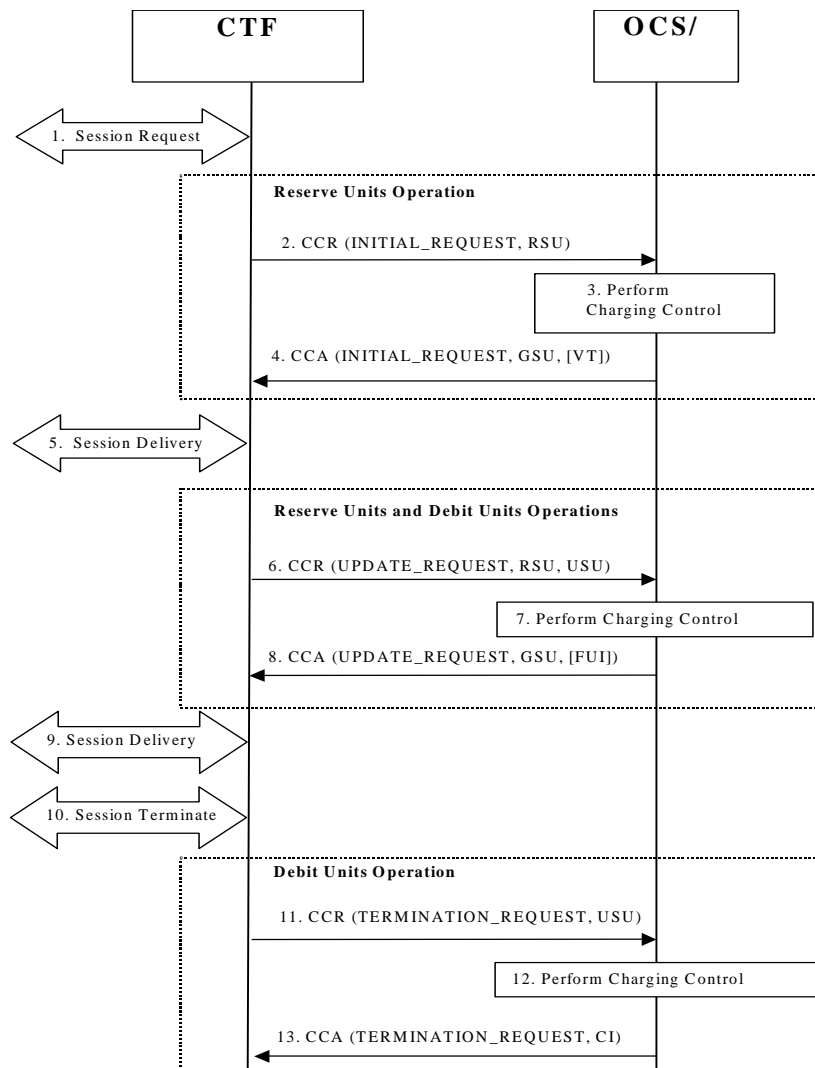 CTF
OCS/
1. Session Request
Reserve Units Operation
2. CCR (INITIAL_REQUEST, RSU)
3. Perform
Charging Control
4. CCA (INITIAL_REQUEST, GSU, [VT])
5. Session Delivery
Reserve Units and Debit Units Operations
6. CCR (UPDATE_REQUEST, RSU, USU)
7. Perform Charging Control
8. CCA (UPDATE_REQUEST, GSU, [FUI])
9. Session Delivery
10. Session Terminate
Debit Units Operation
11. CCR (TERMINATION_REQUEST, USU)
12. Perform Charging Control
13. CCA (TERMINATION_REQUEST, CI)